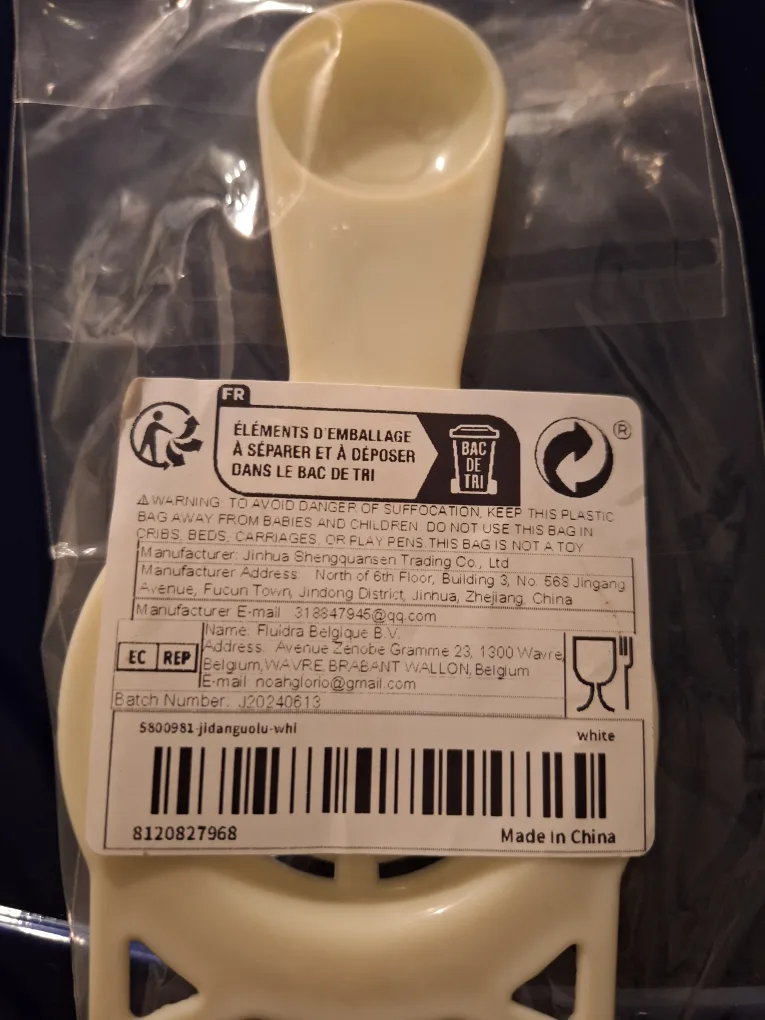 FR
ÉLÉMENTS D'EMBALLAGE
À SÉPARER ET À DÉPOSER
DANS LE BAC DE TRI
BAC
DE
TRI
®
⚠ WARNING: TO AVOID DANGER OF SUFFOCATION, KEEP THIS PLASTIC
BAG AWAY FROM BABIES AND CHILDREN. DO NOT USE THIS BAG IN
CRIBS, BEDS, CARRIAGES, OR PLAY PENS.THIS BAG IS NOT A TOY
Manufacturer: Jinhua Shengquansen Trading Co., Ltd
Manufacturer Address: North of 6th Floor, Building 3, No. 568 Jingang
Avenue, Fucun Town, Jindong District, Jinhua, Zhejiang, China
Manufacturer E-mail: 318847945@qq.com
EC REP
Name: Fluidra Belgique B.V.
Address: Avenue Zénobe Gramme 23, 1300 Wavre,
Belgium,WAVRE,BRABANT WALLON,Belgium
E-mail: noahglorio@gmail.com
Batch Number: J20240613
S800981-jidanguolu-whi
white
8120827968
Made In China